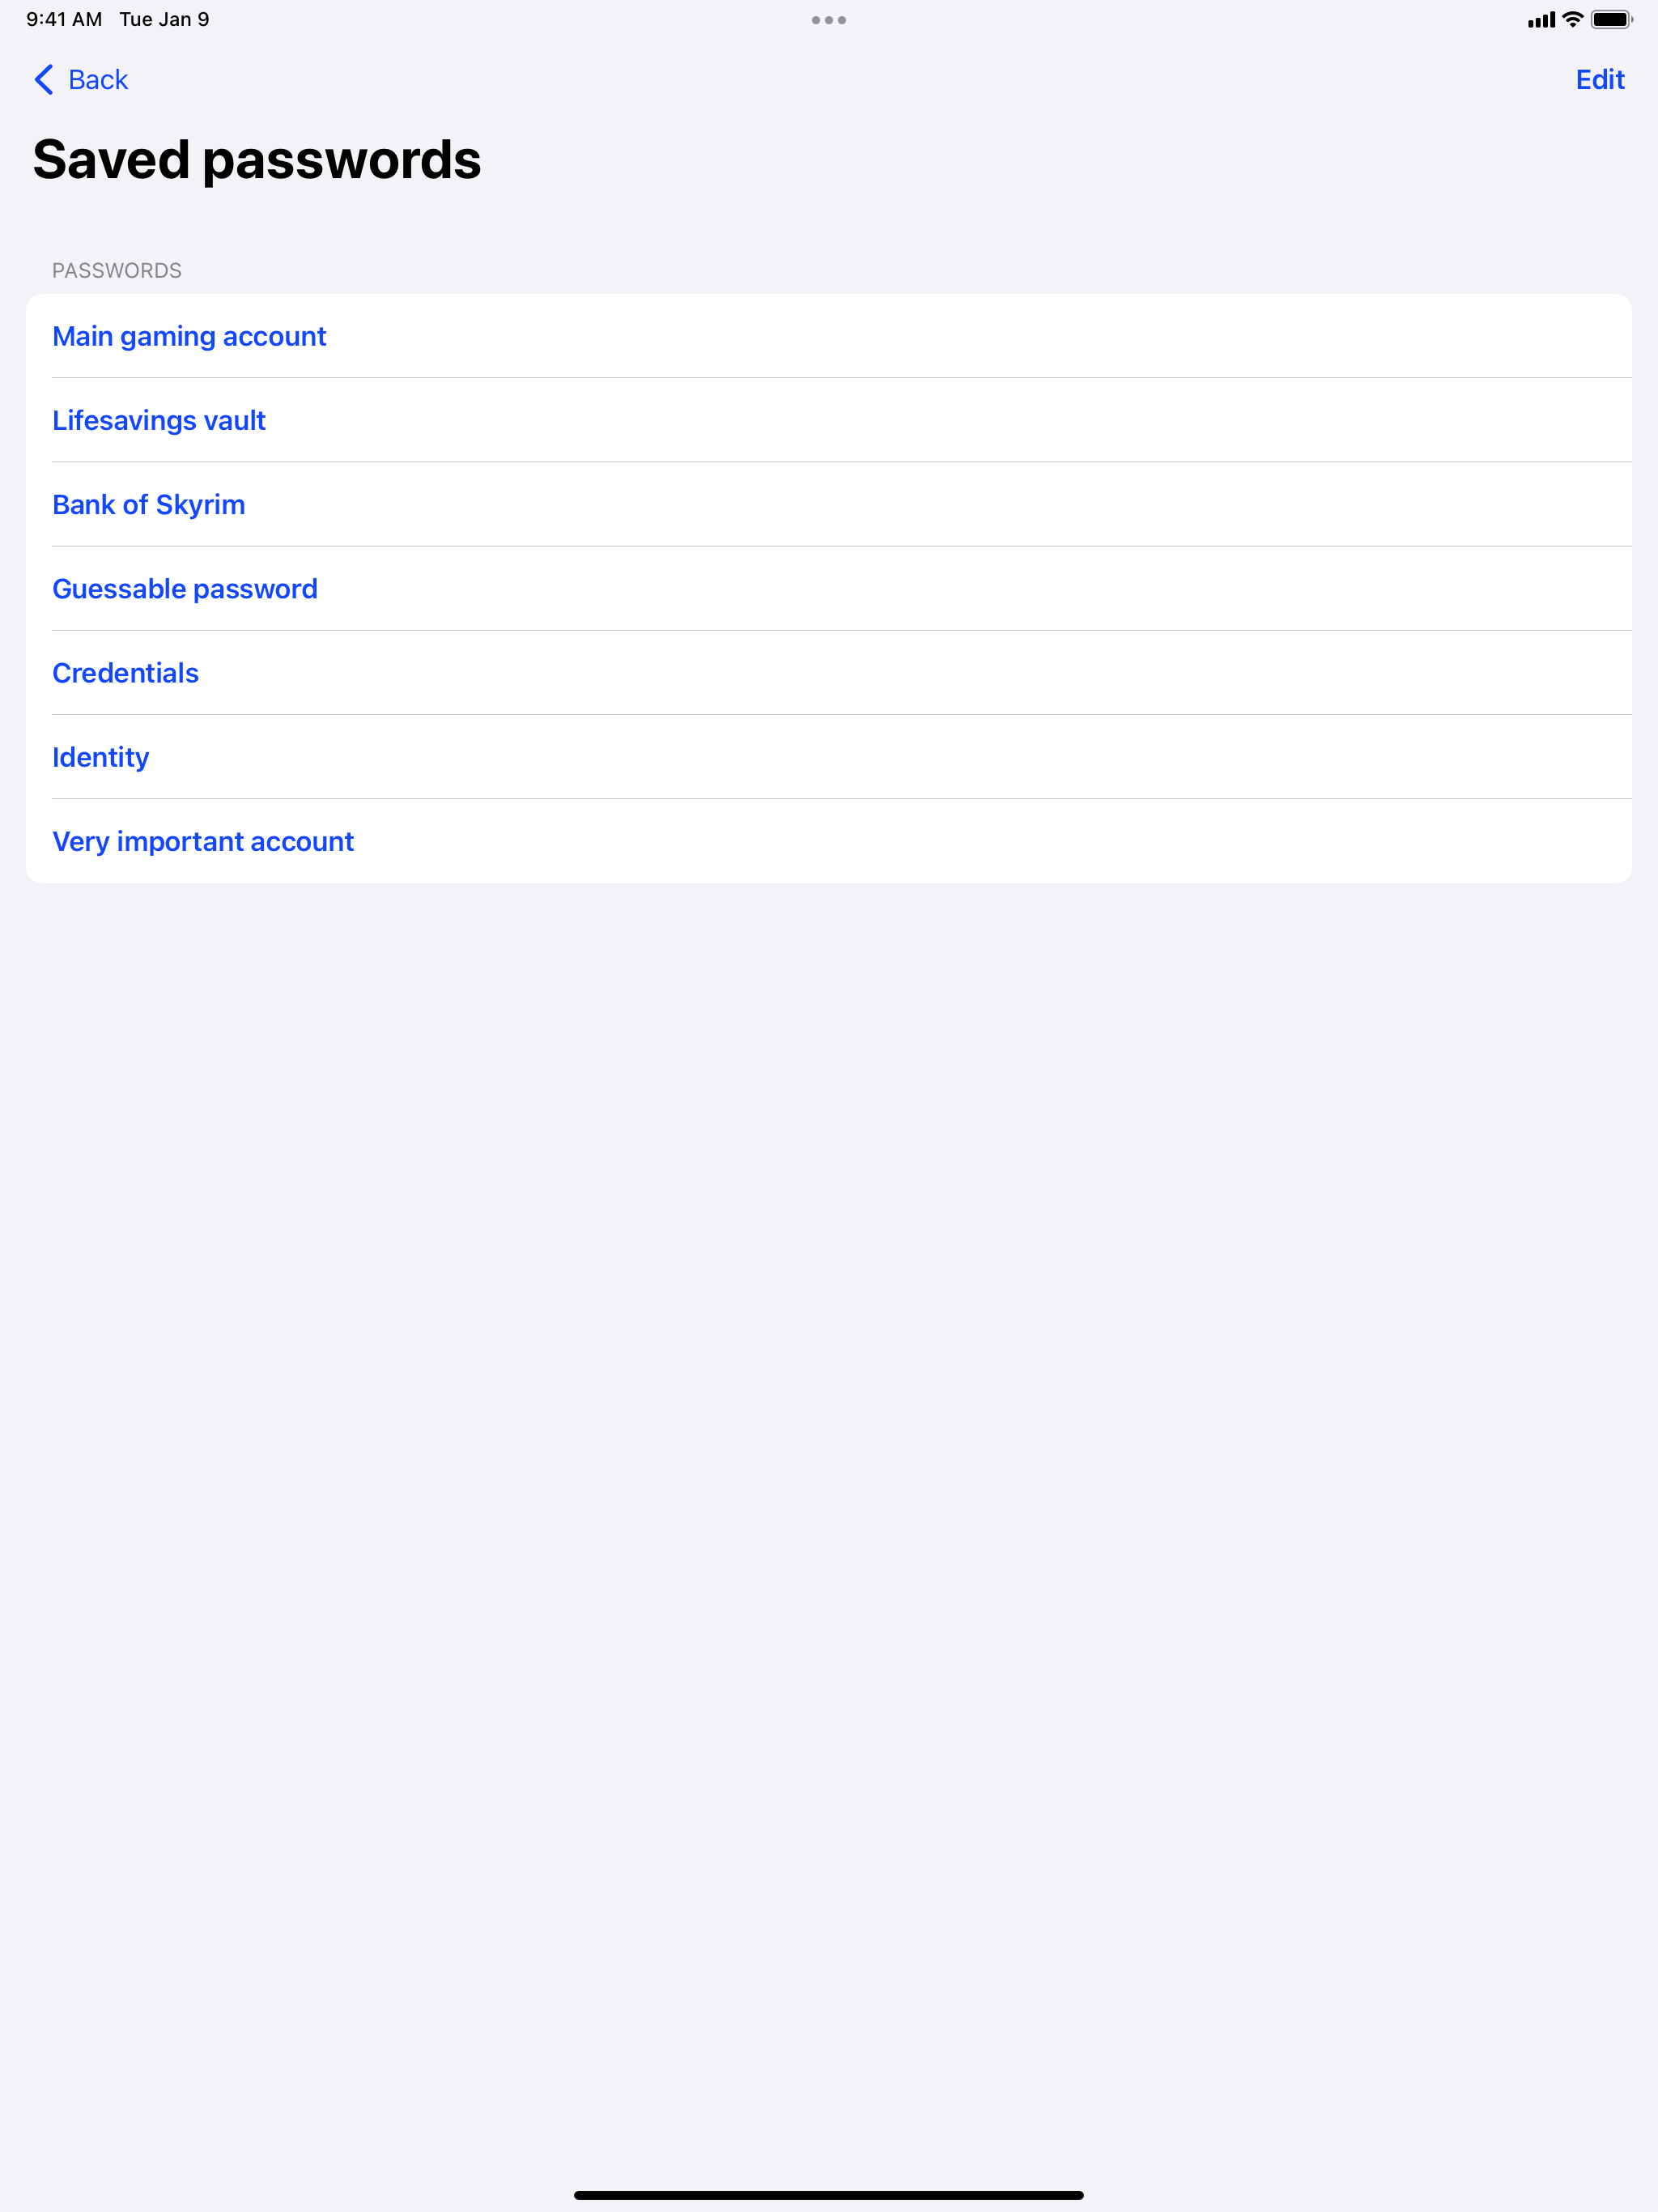 9:41 AM Tue Jan 9
Back
Edit
Saved passwords
PASSWORDS
Main gaming account
Lifesavings vault
Bank of Skyrim
Guessable password
Credentials
Identity
Very important account